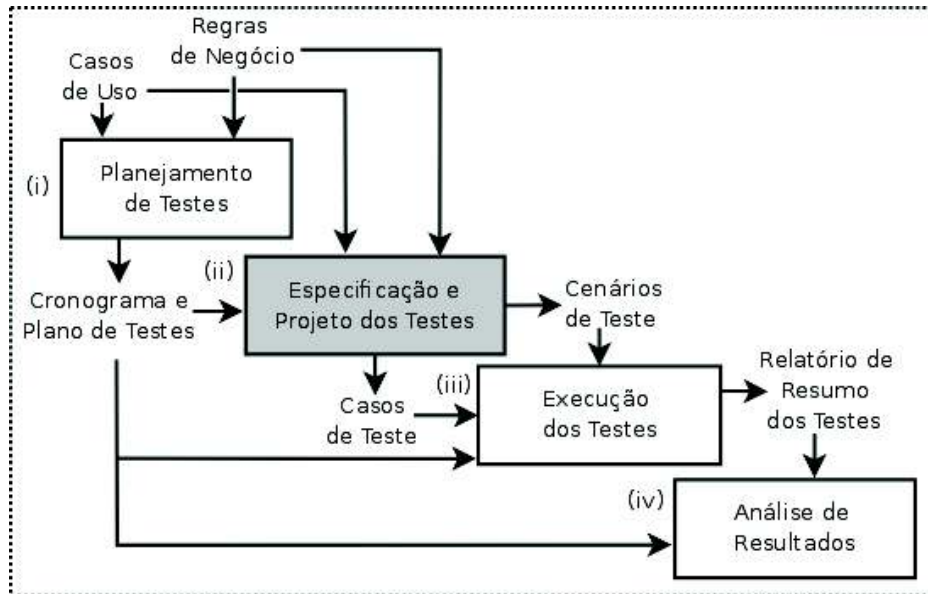 Regras
de Negócio
Casos
de Uso
(i)
Planejamento
de Testes
(ii)
Cronograma e
Plano de Testes
Especificação e
Projeto dos Testes
Cenários
de Teste
Casos
de Teste
(iii)
Execução
dos Testes
Relatório de
Resumo
dos Testes
(iv)
Análise de
Resultados